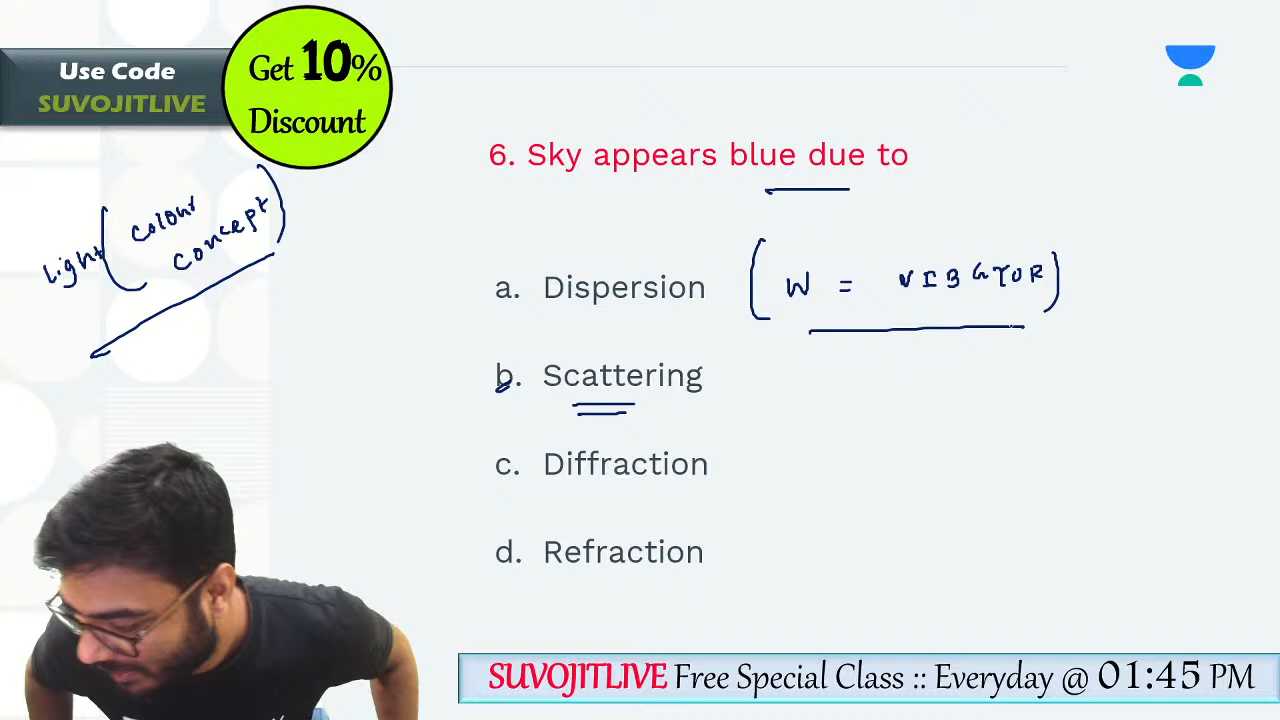 Use Code
SUVOJITLIVE
Get 10%
Discount
Light (colour
concept)
6. Sky appears blue due to
a. Dispersion (W = VIBGYOR)
b. Scattering
c. Diffraction
d. Refraction
SUVOJITLIVE Free Special Class :: Everyday @ 01:45 PM